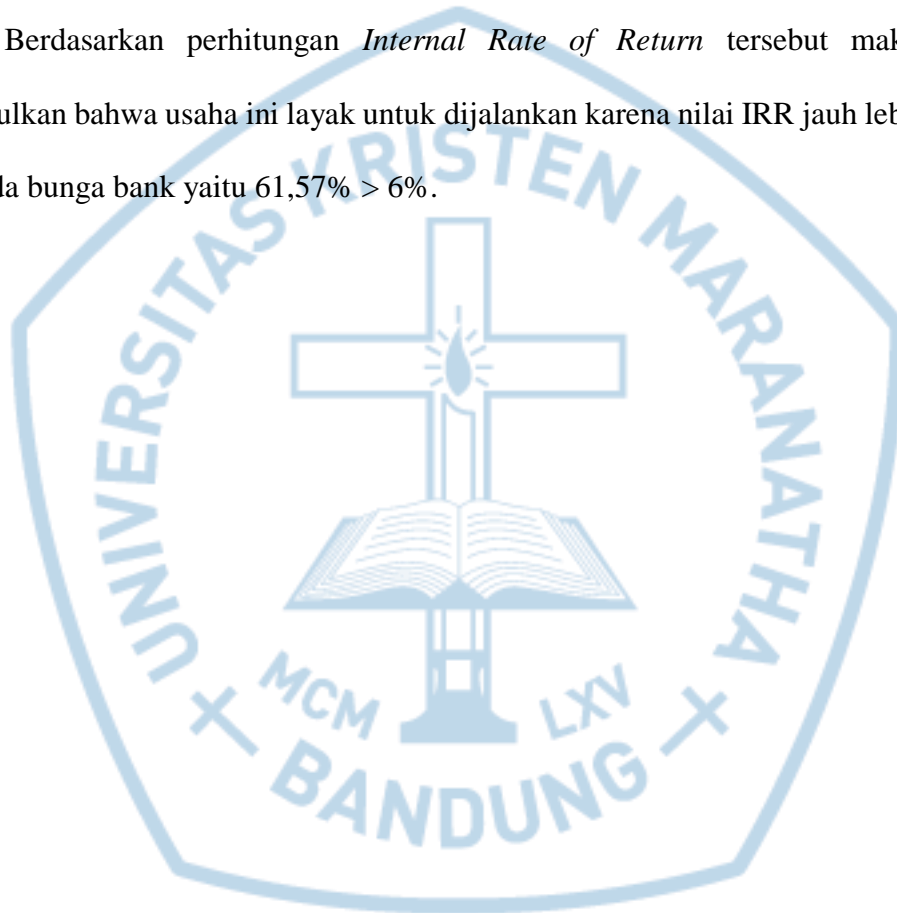 Berdasarkan perhitungan Internal Rate of Return tersebut mak
ulkan bahwa usaha ini layak untuk dijalankan karena nilai IRR jauh leb
da bunga bank yaitu 61,57% > 6%.
UNIVERSITAS KRISTEN MARANATHA
MCM LXV
BANDUNG